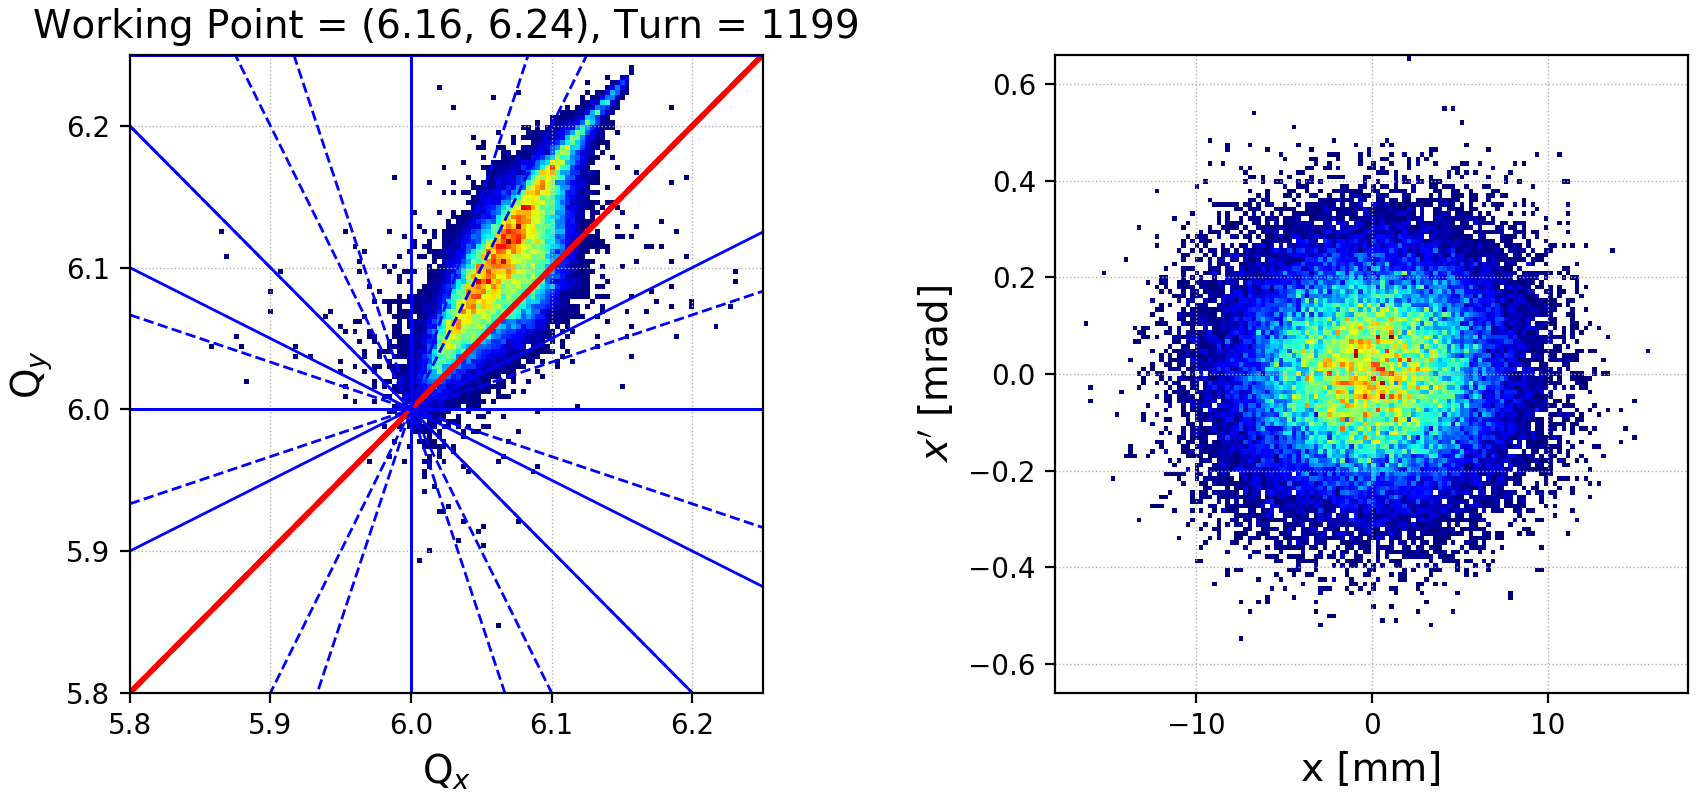 Working Point = (6.16, 6.24), Turn = 1199
6.2
6.1
6.0
5.9
5.8
Q_y
5.8 5.9 6.0 6.1 6.2
Q_x
0.6
0.4
0.2
0.0
−0.2
−0.4
−0.6
x′ [mrad]
−10 0 10
x [mm]